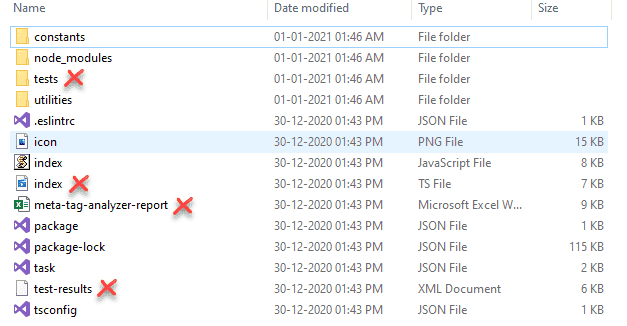 Name Date modified Type Size
constants 01-01-2021 01:46 AM File folder
node_modules 01-01-2021 01:46 AM File folder
tests 01-01-2021 01:46 AM File folder
utilities 01-01-2021 01:46 AM File folder
.eslintrc 30-12-2020 01:43 PM JSON File 1 KB
icon 30-12-2020 01:43 PM PNG File 15 KB
index 30-12-2020 01:43 PM JavaScript File 8 KB
index 30-12-2020 01:43 PM TS File 7 KB
meta-tag-analyzer-report 30-12-2020 01:43 PM Microsoft Excel W... 9 KB
package 30-12-2020 01:43 PM JSON File 1 KB
package-lock 30-12-2020 01:43 PM JSON File 115 KB
task 30-12-2020 01:43 PM JSON File 2 KB
test-results 30-12-2020 01:43 PM XML Document 6 KB
tsconfig 30-12-2020 01:43 PM JSON File 1 KB